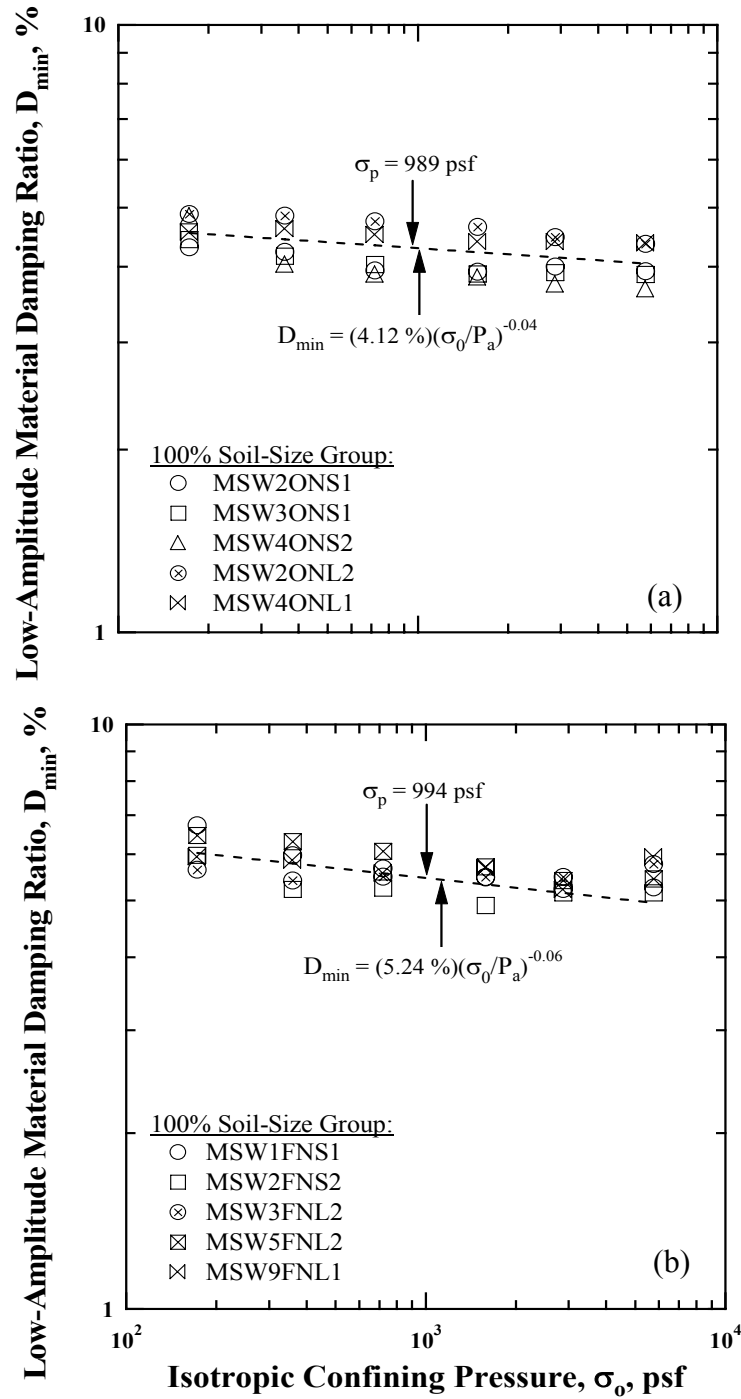 Low-Amplitude Material Damping Ratio, D_min, %
10
1
σ_p = 989 psf
D_min = (4.12 %)(σ_0/P_a)^-0.04
100% Soil-Size Group:
MSW2ONS1
MSW3ONS1
MSW4ONS2
MSW2ONL2
MSW4ONL1
(a)
Low-Amplitude Material Damping Ratio, D_min, %
10
1
σ_p = 994 psf
D_min = (5.24 %)(σ_0/P_a)^-0.06
100% Soil-Size Group:
MSW1FNS1
MSW2FNS2
MSW3FNL2
MSW5FNL2
MSW9FNL1
(b)
10^2 10^3 10^4
Isotropic Confining Pressure, σ_o, psf